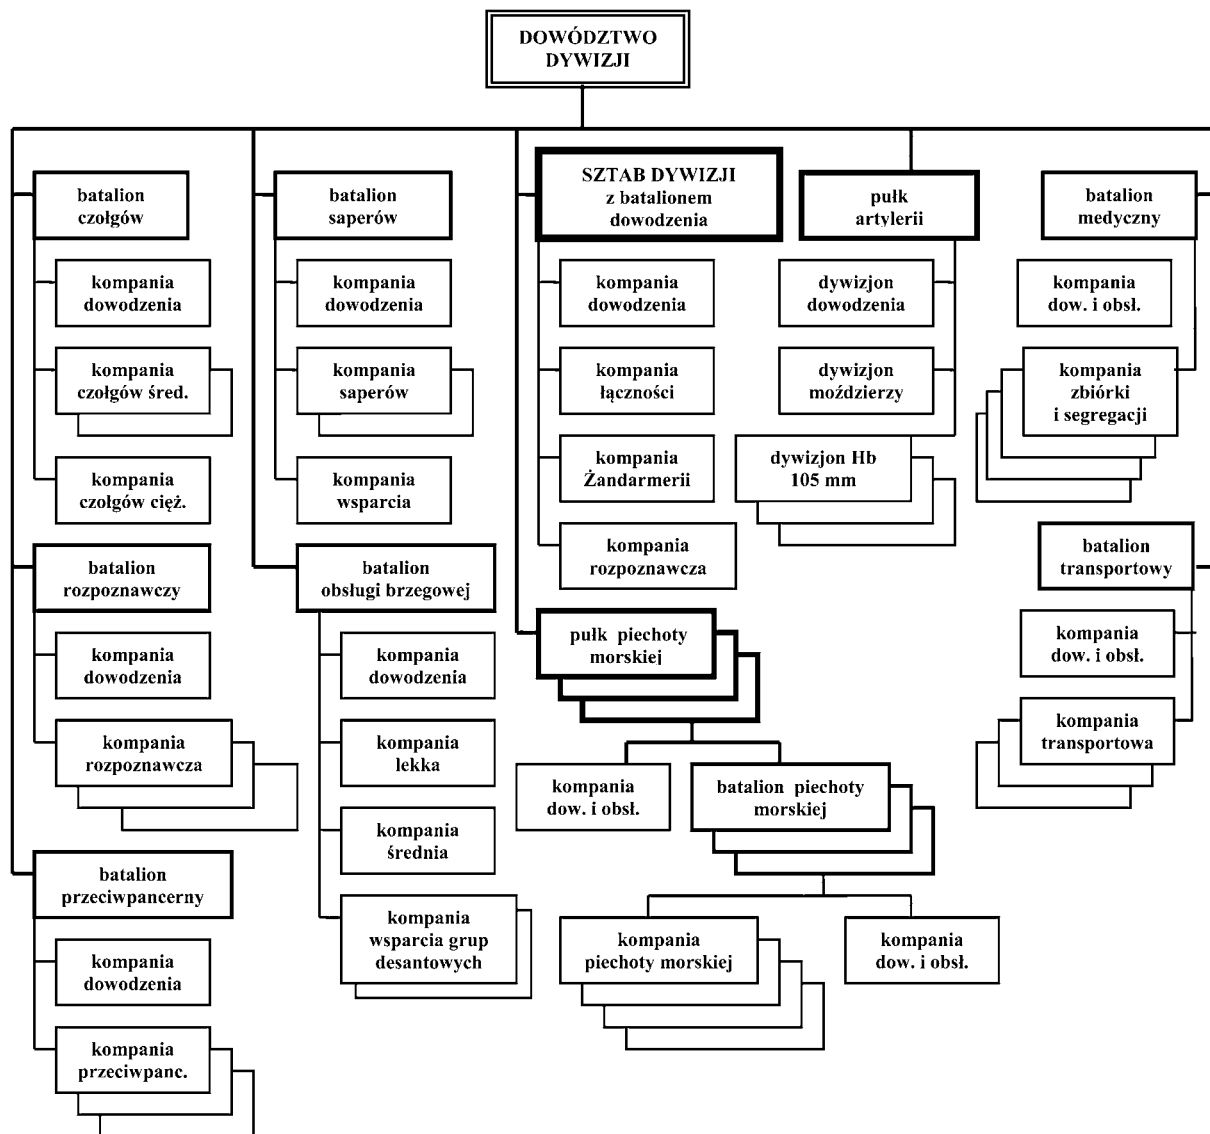 DOWÓDZTWO
DYWIZJI
batalion
czołgów
kompania
dowodzenia
kompania
czołgów śred.
kompania
czołgów cięż.
batalion
rozpoznawczy
kompania
dowodzenia
kompania
rozpoznawcza
batalion
przeciwpancerny
kompania
dowodzenia
kompania
przeciwpanc.
batalion
saperów
kompania
dowodzenia
kompania
saperów
kompania
wsparcia
batalion
obsługi brzegowej
kompania
dowodzenia
kompania
lekka
kompania
średnia
kompania
wsparcia grup
desantowych
SZTAB DYWIZJI
z batalionem
dowodzenia
kompania
dowodzenia
kompania
łączności
kompania
Żandarmerii
kompania
rozpoznawcza
pułk piechoty
morskiej
kompania
dow. i obsł.
batalion piechoty
morskiej
kompania
piechoty morskiej
kompania
dow. i obsł.
pułk
artylerii
dywizjon
dowodzenia
dywizjon
moździerzy
dywizjon Hb
105 mm
batalion
medyczny
kompania
dow. i obsł.
kompania
zbiórki
i segregacji
batalion
transportowy
kompania
dow. i obsł.
kompania
transportowa